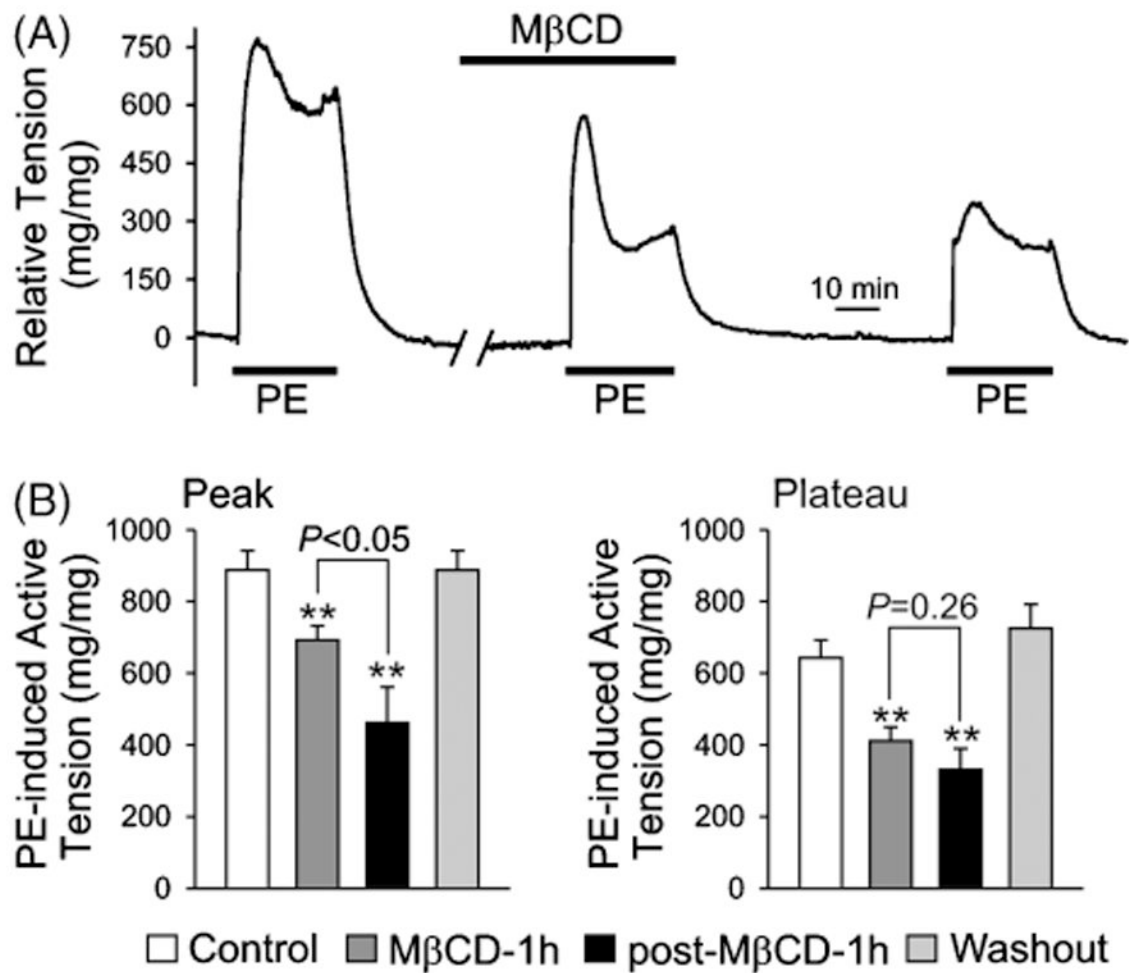 (A)
MβCD
Relative Tension
(mg/mg)
750
600
450
300
150
0
10 min
PE
PE
PE
(B)
Peak
PE-induced Active
Tension (mg/mg)
1000
800
600
400
200
0
P<0.05
**
**
Plateau
PE-induced Active
Tension (mg/mg)
1000
800
600
400
200
0
P=0.26
**
**
Control MβCD-1h post-MβCD-1h Washout